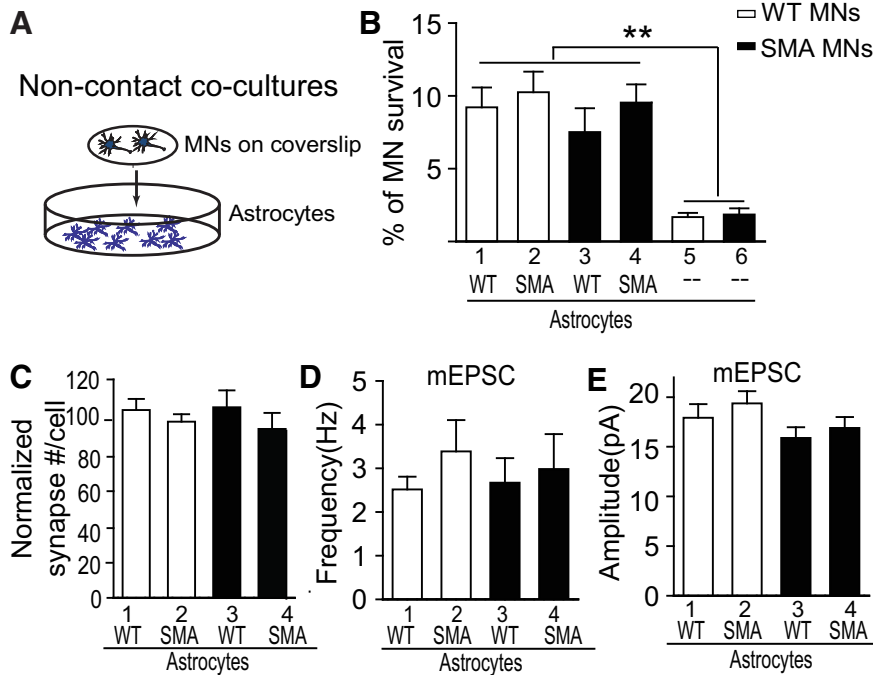 A
Non-contact co-cultures
MNs on coverslip
Astrocytes
B
WT MNs
SMA MNs
**
% of MN survival
15
10
5
1 2 3 4 5 6
WT SMA WT SMA -- --
Astrocytes
C
Normalized
synapse #/cell
120
100
80
60
40
20
0
1 2 3 4
WT SMA WT SMA
Astrocytes
D
mEPSC
Frequency(Hz)
5
4
3
2
1
0
1 2 3 4
WT SMA WT SMA
Astrocytes
E
mEPSC
Amplitude(pA)
20
15
10
5
0
1 2 3 4
WT SMA WT SMA
Astrocytes